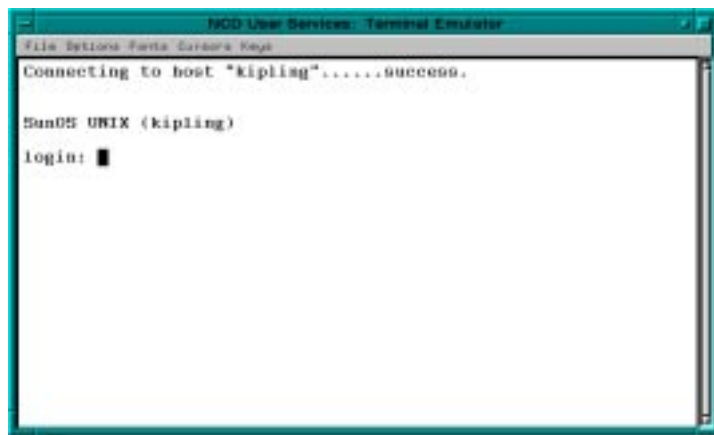 NCD User Services: Terminal Emulator
File Options Fonts Cursors Keys
Connecting to host "kipling"......success.
SunOS UNIX (kipling)
login: